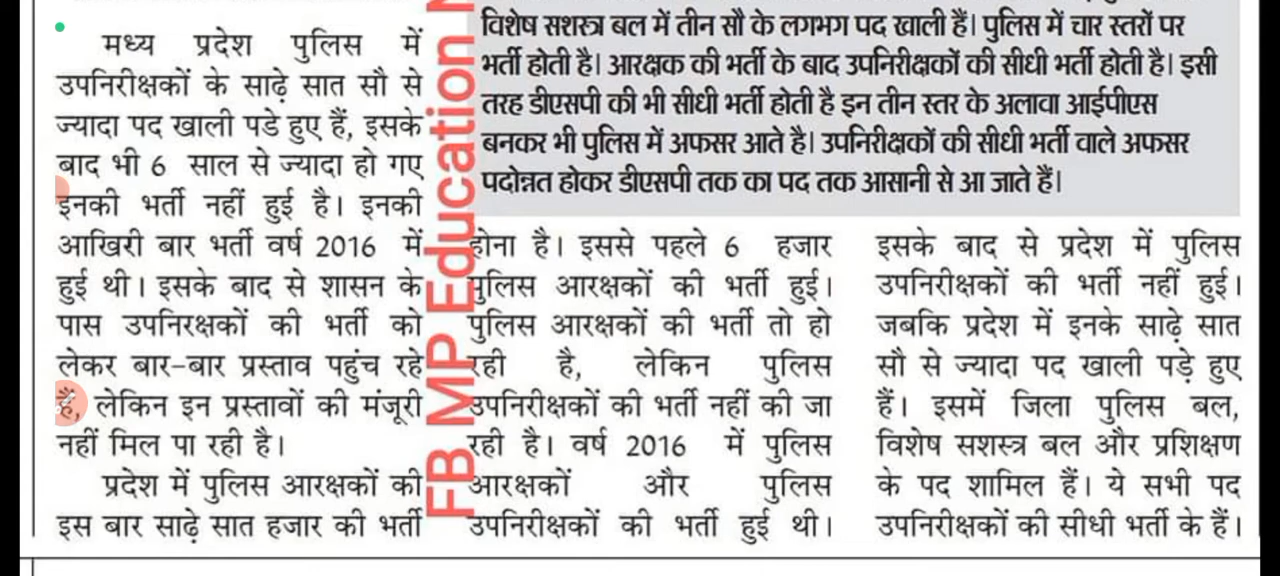 मध्य प्रदेश पुलिस में
उपनिरीक्षकों के साढ़े सात सौ से
ज्यादा पद खाली पडे हुए हैं, इसके
बाद भी 6 साल से ज्यादा हो गए
इनकी भर्ती नहीं हुई है। इनकी
आखिरी बार भर्ती वर्ष 2016 में
हुई थी। इसके बाद से शासन के
पास उपनिरक्षकों की भर्ती को
लेकर बार-बार प्रस्ताव पहुंच रहे
हैं, लेकिन इन प्रस्तावों की मंजूरी
नहीं मिल पा रही है।
प्रदेश में पुलिस आरक्षकों की
इस बार साढ़े सात हजार की भर्ती
FB MP Education
विशेष सशस्त्र बल में तीन सौ के लगभग पद खाली हैं। पुलिस में चार स्तरों पर
भर्ती होती है। आरक्षक की भर्ती के बाद उपनिरीक्षकों की सीधी भर्ती होती है। इसी
तरह डीएसपी की भी सीधी भर्ती होती है इन तीन स्तर के अलावा आईपीएस
बनकर भी पुलिस में अफसर आते है। उपनिरीक्षकों की सीधी भर्ती वाले अफसर
पदोन्नत होकर डीएसपी तक का पद तक आसानी से आ जाते हैं।
होना है। इससे पहले 6 हजार
पुलिस आरक्षकों की भर्ती हुई।
पुलिस आरक्षकों की भर्ती तो हो
रही है, लेकिन पुलिस
उपनिरीक्षकों की भर्ती नहीं की जा
रही है। वर्ष 2016 में पुलिस
आरक्षकों और पुलिस
उपनिरीक्षकों की भर्ती हुई थी।
इसके बाद से प्रदेश में पुलिस
उपनिरीक्षकों की भर्ती नहीं हुई।
जबकि प्रदेश में इनके साढ़े सात
सौ से ज्यादा पद खाली पड़े हुए
हैं। इसमें जिला पुलिस बल,
विशेष सशस्त्र बल और प्रशिक्षण
के पद शामिल हैं। ये सभी पद
उपनिरीक्षकों की सीधी भर्ती के हैं।